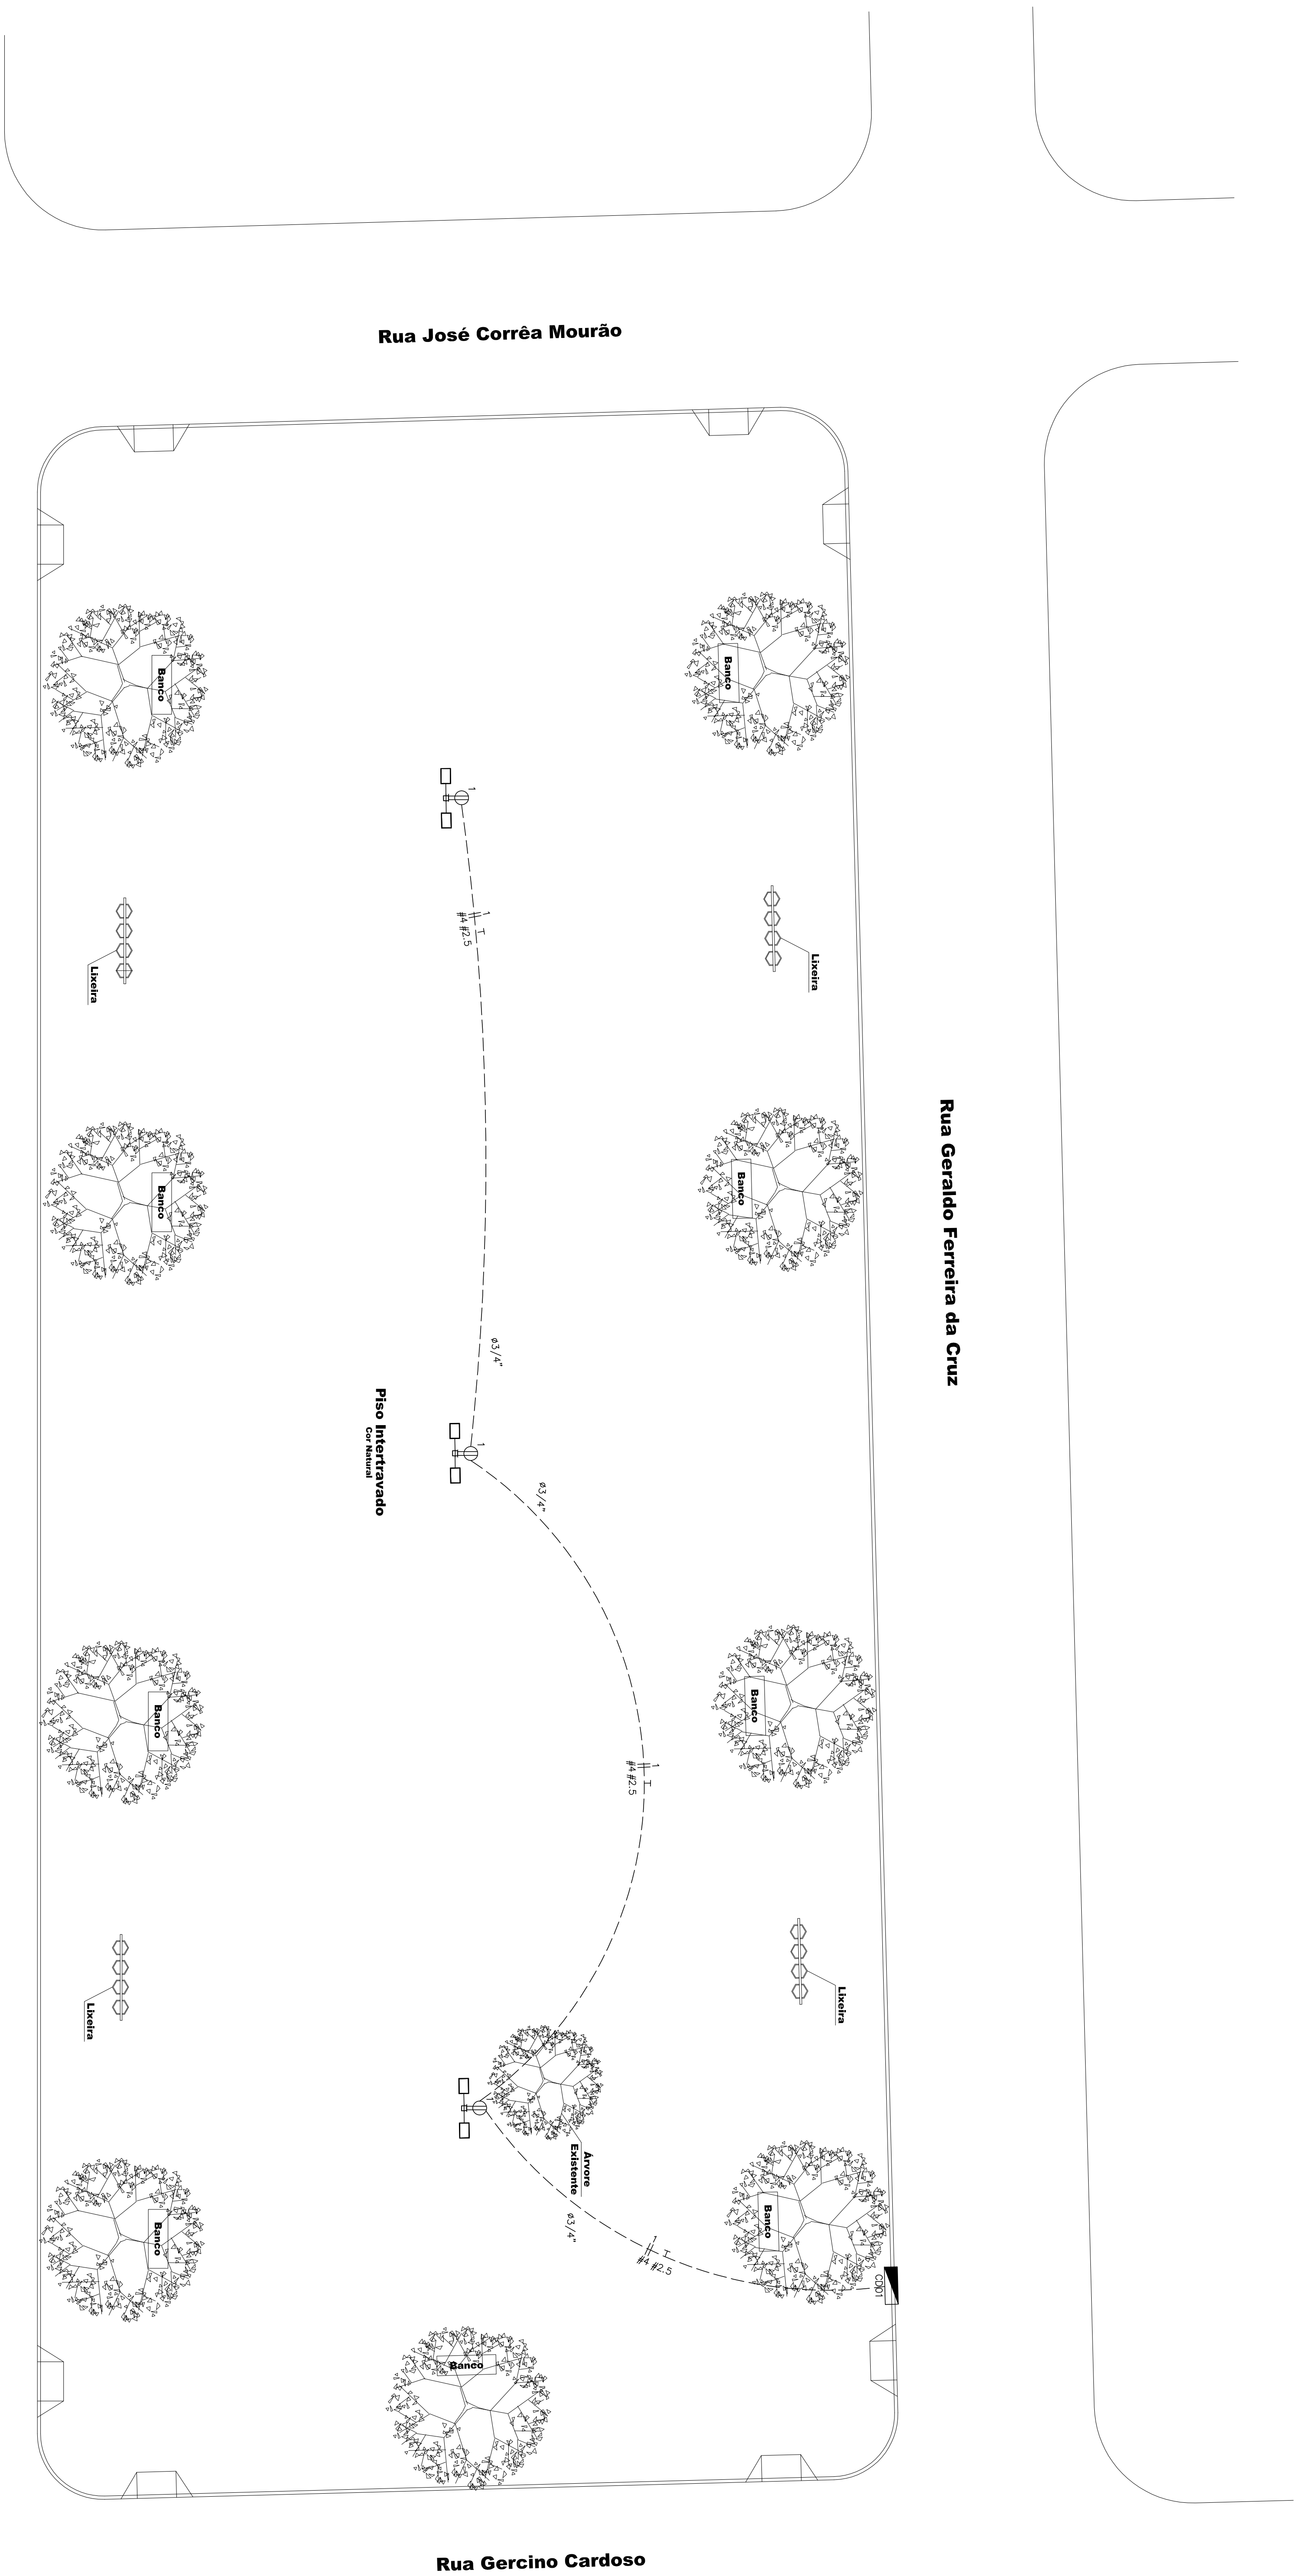 Rua José Corrêa Mourão
Banco
Banco
1
1
#4 #2.5
T
Lixeira
Lixeira
Rua Geraldo Ferreira da Cruz
Banco
Banco
ø3/4"
Piso Intertravado
Cor Natural
1
ø3/4"
Banco
Banco
1
#4 #2.5
T
Lixeira
Lixeira
1
Árvore
Existente
Banco
Banco
ø3/4"
1
T
#4 #2.5
CD01
Banco
Rua Gercino Cardoso